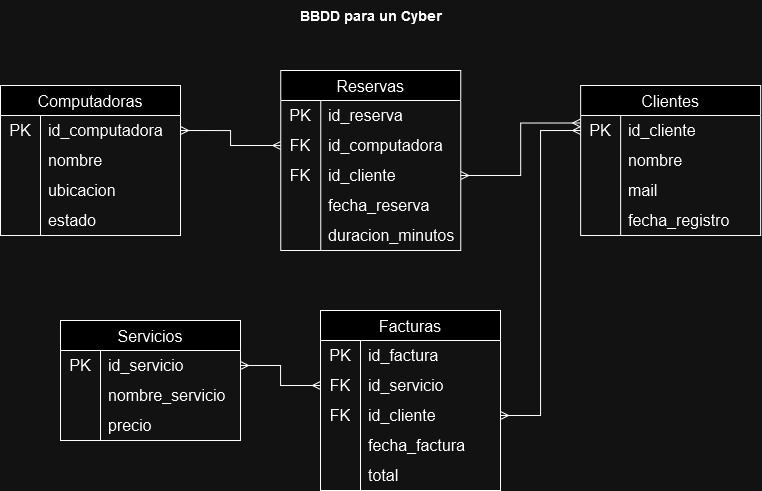 BBDD para un Cyber
Computadoras
PK id_computadora
nombre
ubicacion
estado
Reservas
PK id_reserva
FK id_computadora
FK id_cliente
fecha_reserva
duracion_minutos
Clientes
PK id_cliente
nombre
mail
fecha_registro
Servicios
PK id_servicio
nombre_servicio
precio
Facturas
PK id_factura
FK id_servicio
FK id_cliente
fecha_factura
total